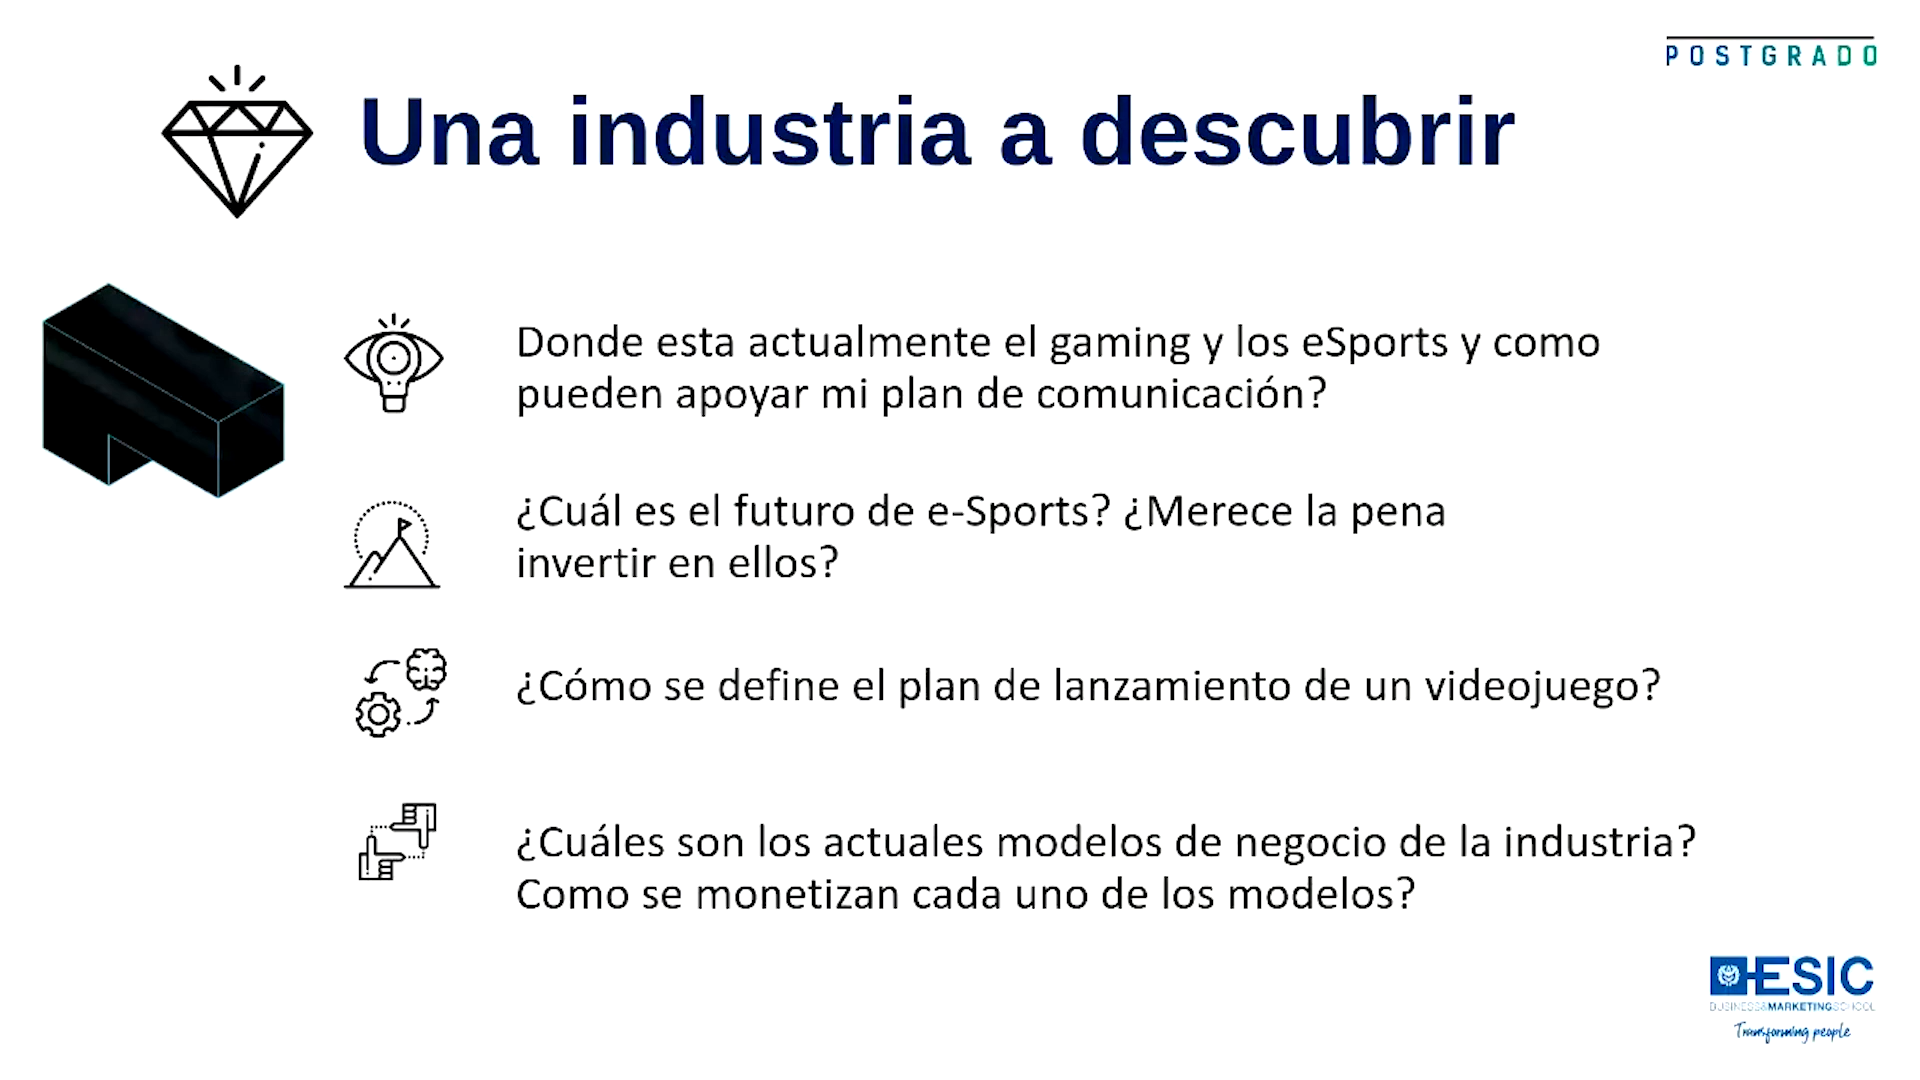 POSTGRADO
Una industria a descubrir
Donde esta actualmente el gaming y los eSports y como
pueden apoyar mi plan de comunicación?
¿Cuál es el futuro de e-Sports? ¿Merece la pena
invertir en ellos?
¿Cómo se define el plan de lanzamiento de un videojuego?
¿Cuáles son los actuales modelos de negocio de la industria?
Como se monetizan cada uno de los modelos?
ESIC
BUSINESS&MARKETINGSCHOOL
Transforming people